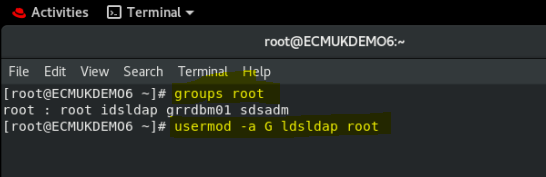 Activities Terminal
root@ECMUKDEMO6:~
File Edit View Search Terminal Help
[root@ECMUKDEMO6 ~]# groups root
root : root idsldap grrdbm01 sdsadm
[root@ECMUKDEMO6 ~]# usermod -a G ldsldap root